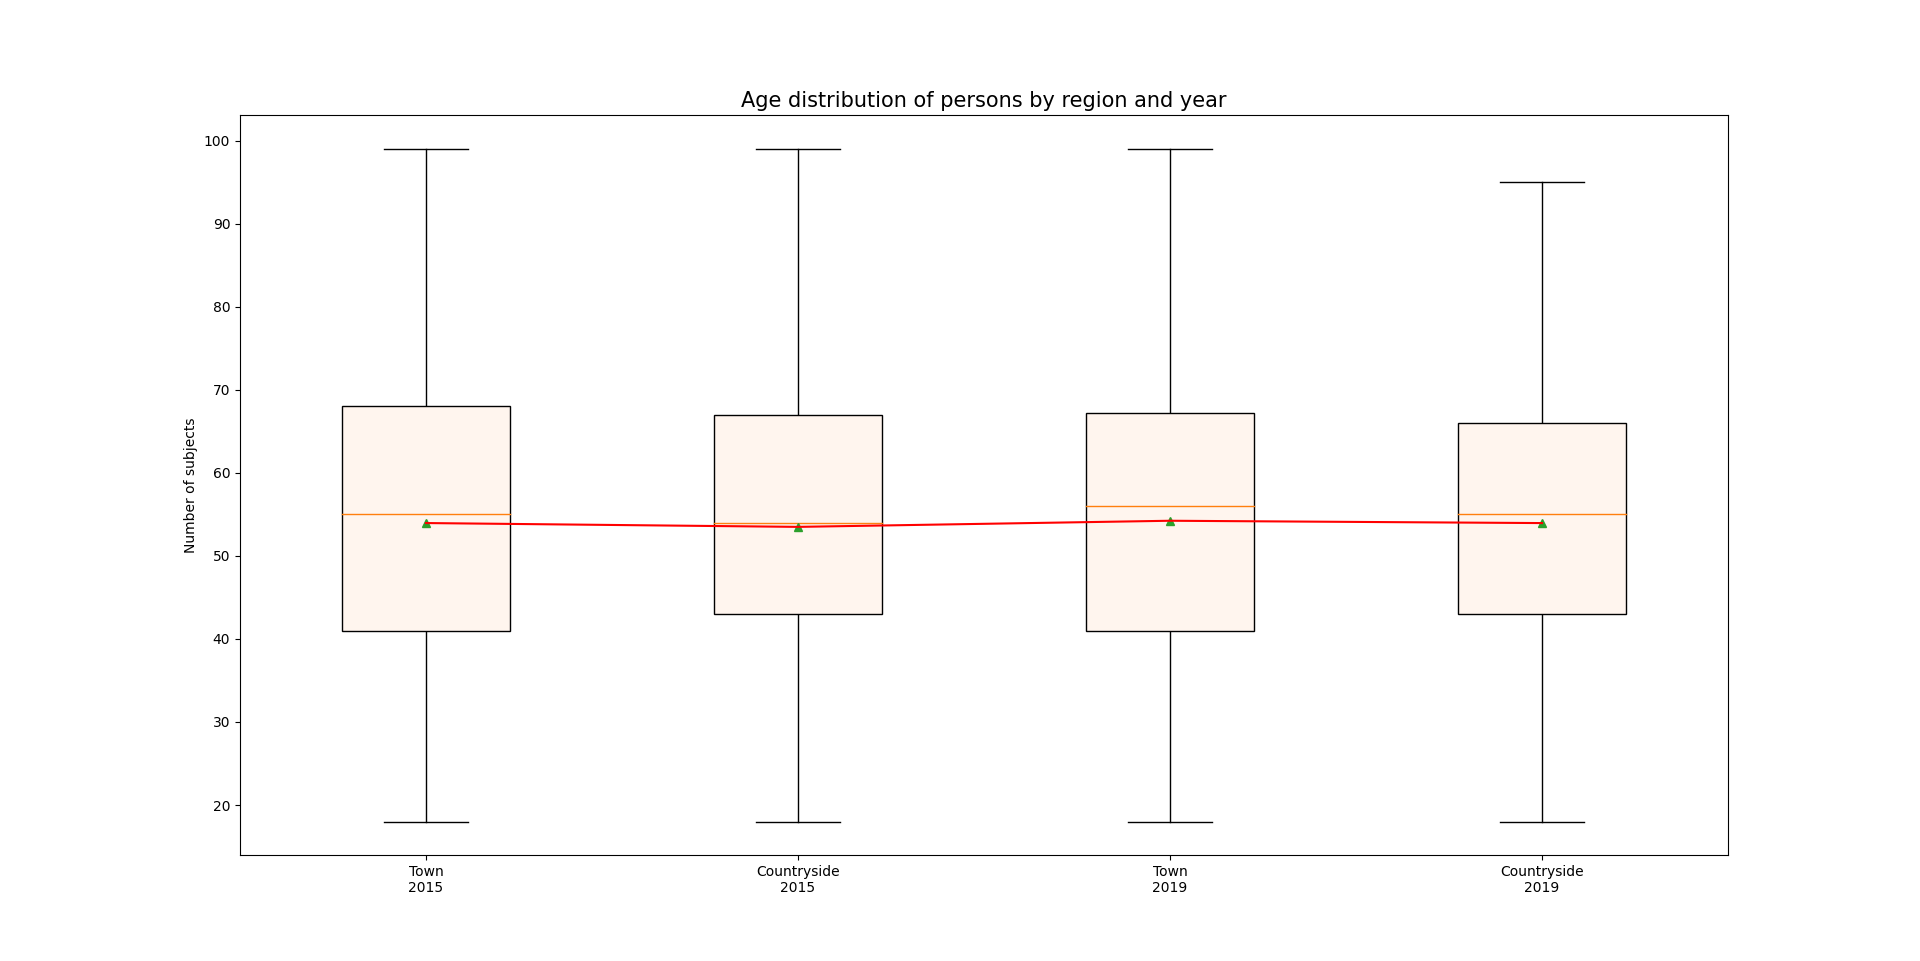 Age distribution of persons by region and year
Number of subjects
100
90
80
70
60
50
40
30
20
Town
2015
Countryside
2015
Town
2019
Countryside
2019